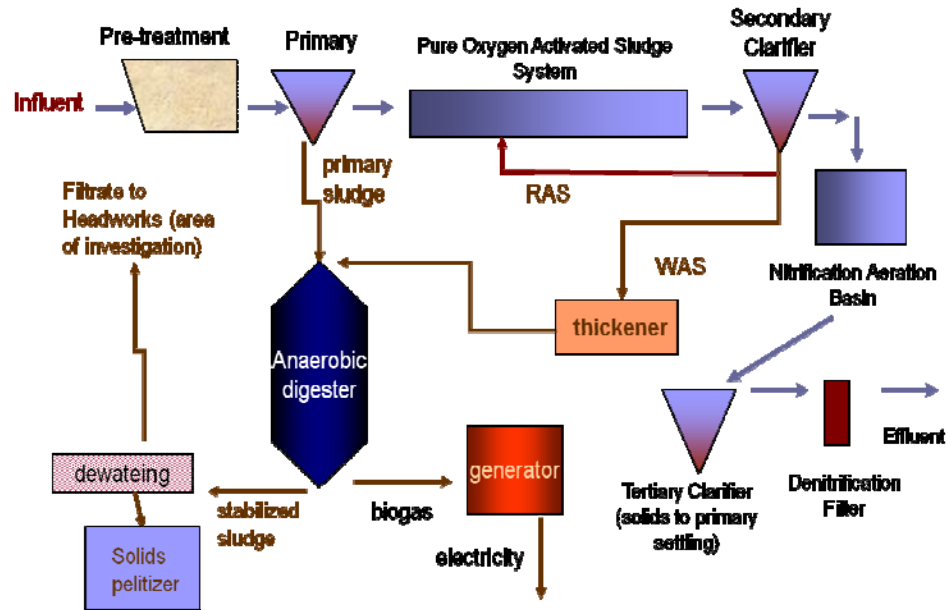 Pre-treatment
Primary
Pure Oxygen Activated Sludge
System
Secondary
Clarifier
Influent
primary
sludge
RAS
Filtrate to
Headworks (area
of investigation)
WAS
Nitrification Aeration
Basin
thickener
Anaerobic
digester
Effluent
dewateing
generator
Tertiary Clarifier
(solids to primary
settling)
Denitrification
Filter
stabilized
sludge
biogas
Solids
pelitizer
electricity